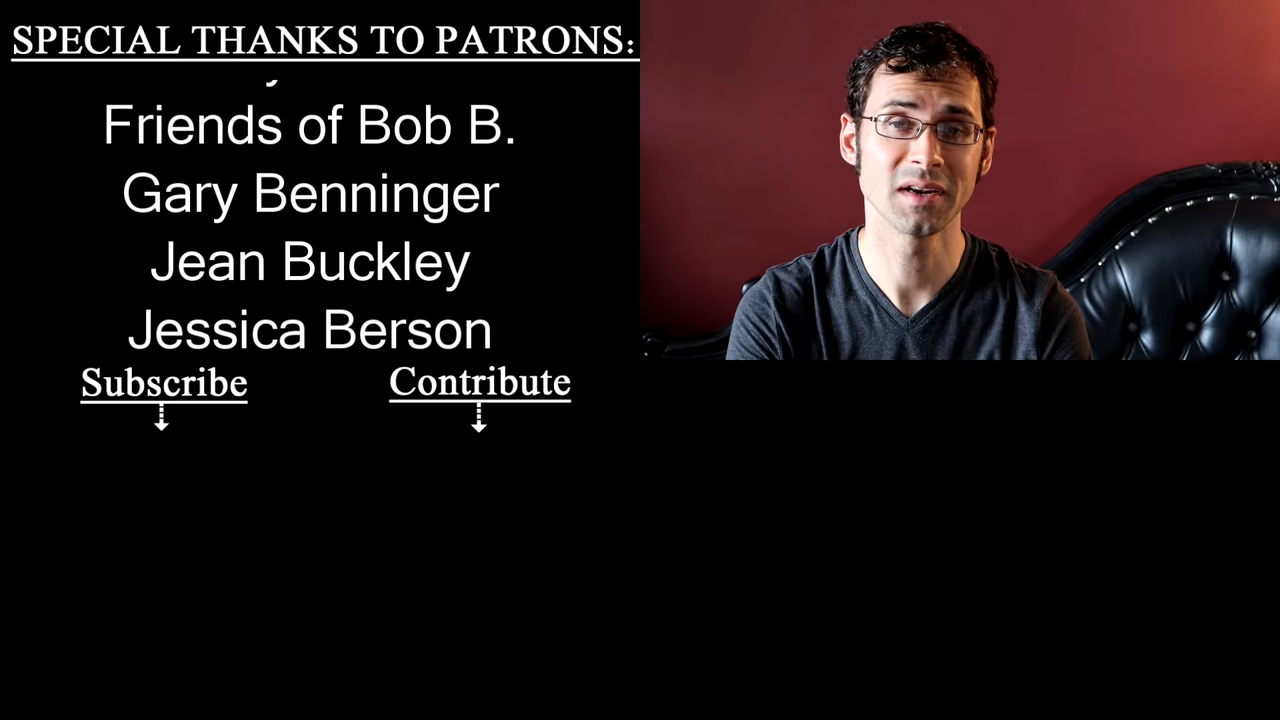 SPECIAL THANKS TO PATRONS:
Friends of Bob B.
Gary Benninger
Jean Buckley
Jessica Berson
Subscribe
Contribute